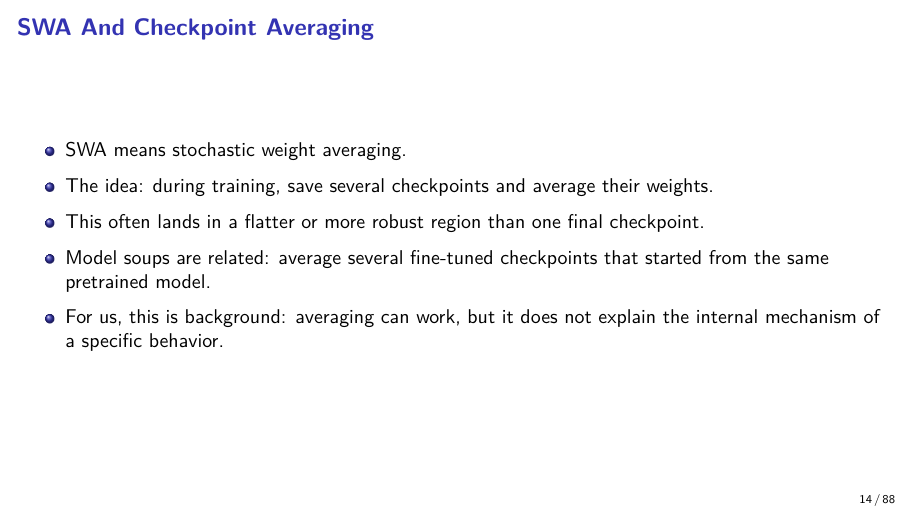 SWA And Checkpoint Averaging
SWA means stochastic weight averaging.
The idea: during training, save several checkpoints and average their weights.
This often lands in a flatter or more robust region than one final checkpoint.
Model soups are related: average several fine-tuned checkpoints that started from the same
pretrained model.
For us, this is background: averaging can work, but it does not explain the internal mechanism of
a specific behavior.
14 / 88